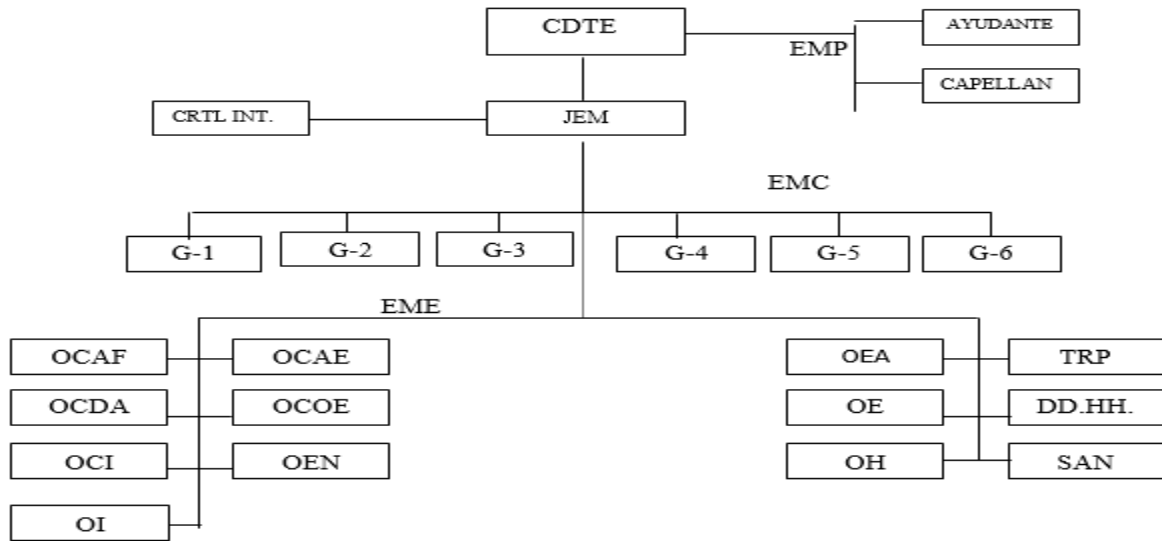 CDTE
AYUDANTE
EMP
CAPELLAN
CRTL INT.
JEM
EMC
G-1
G-2
G-3
G-4
G-5
G-6
EME
OCAF
OCAE
OEA
TRP
OCDA
OCOE
OE
DD.HH.
OCI
OEN
OH
SAN
OI